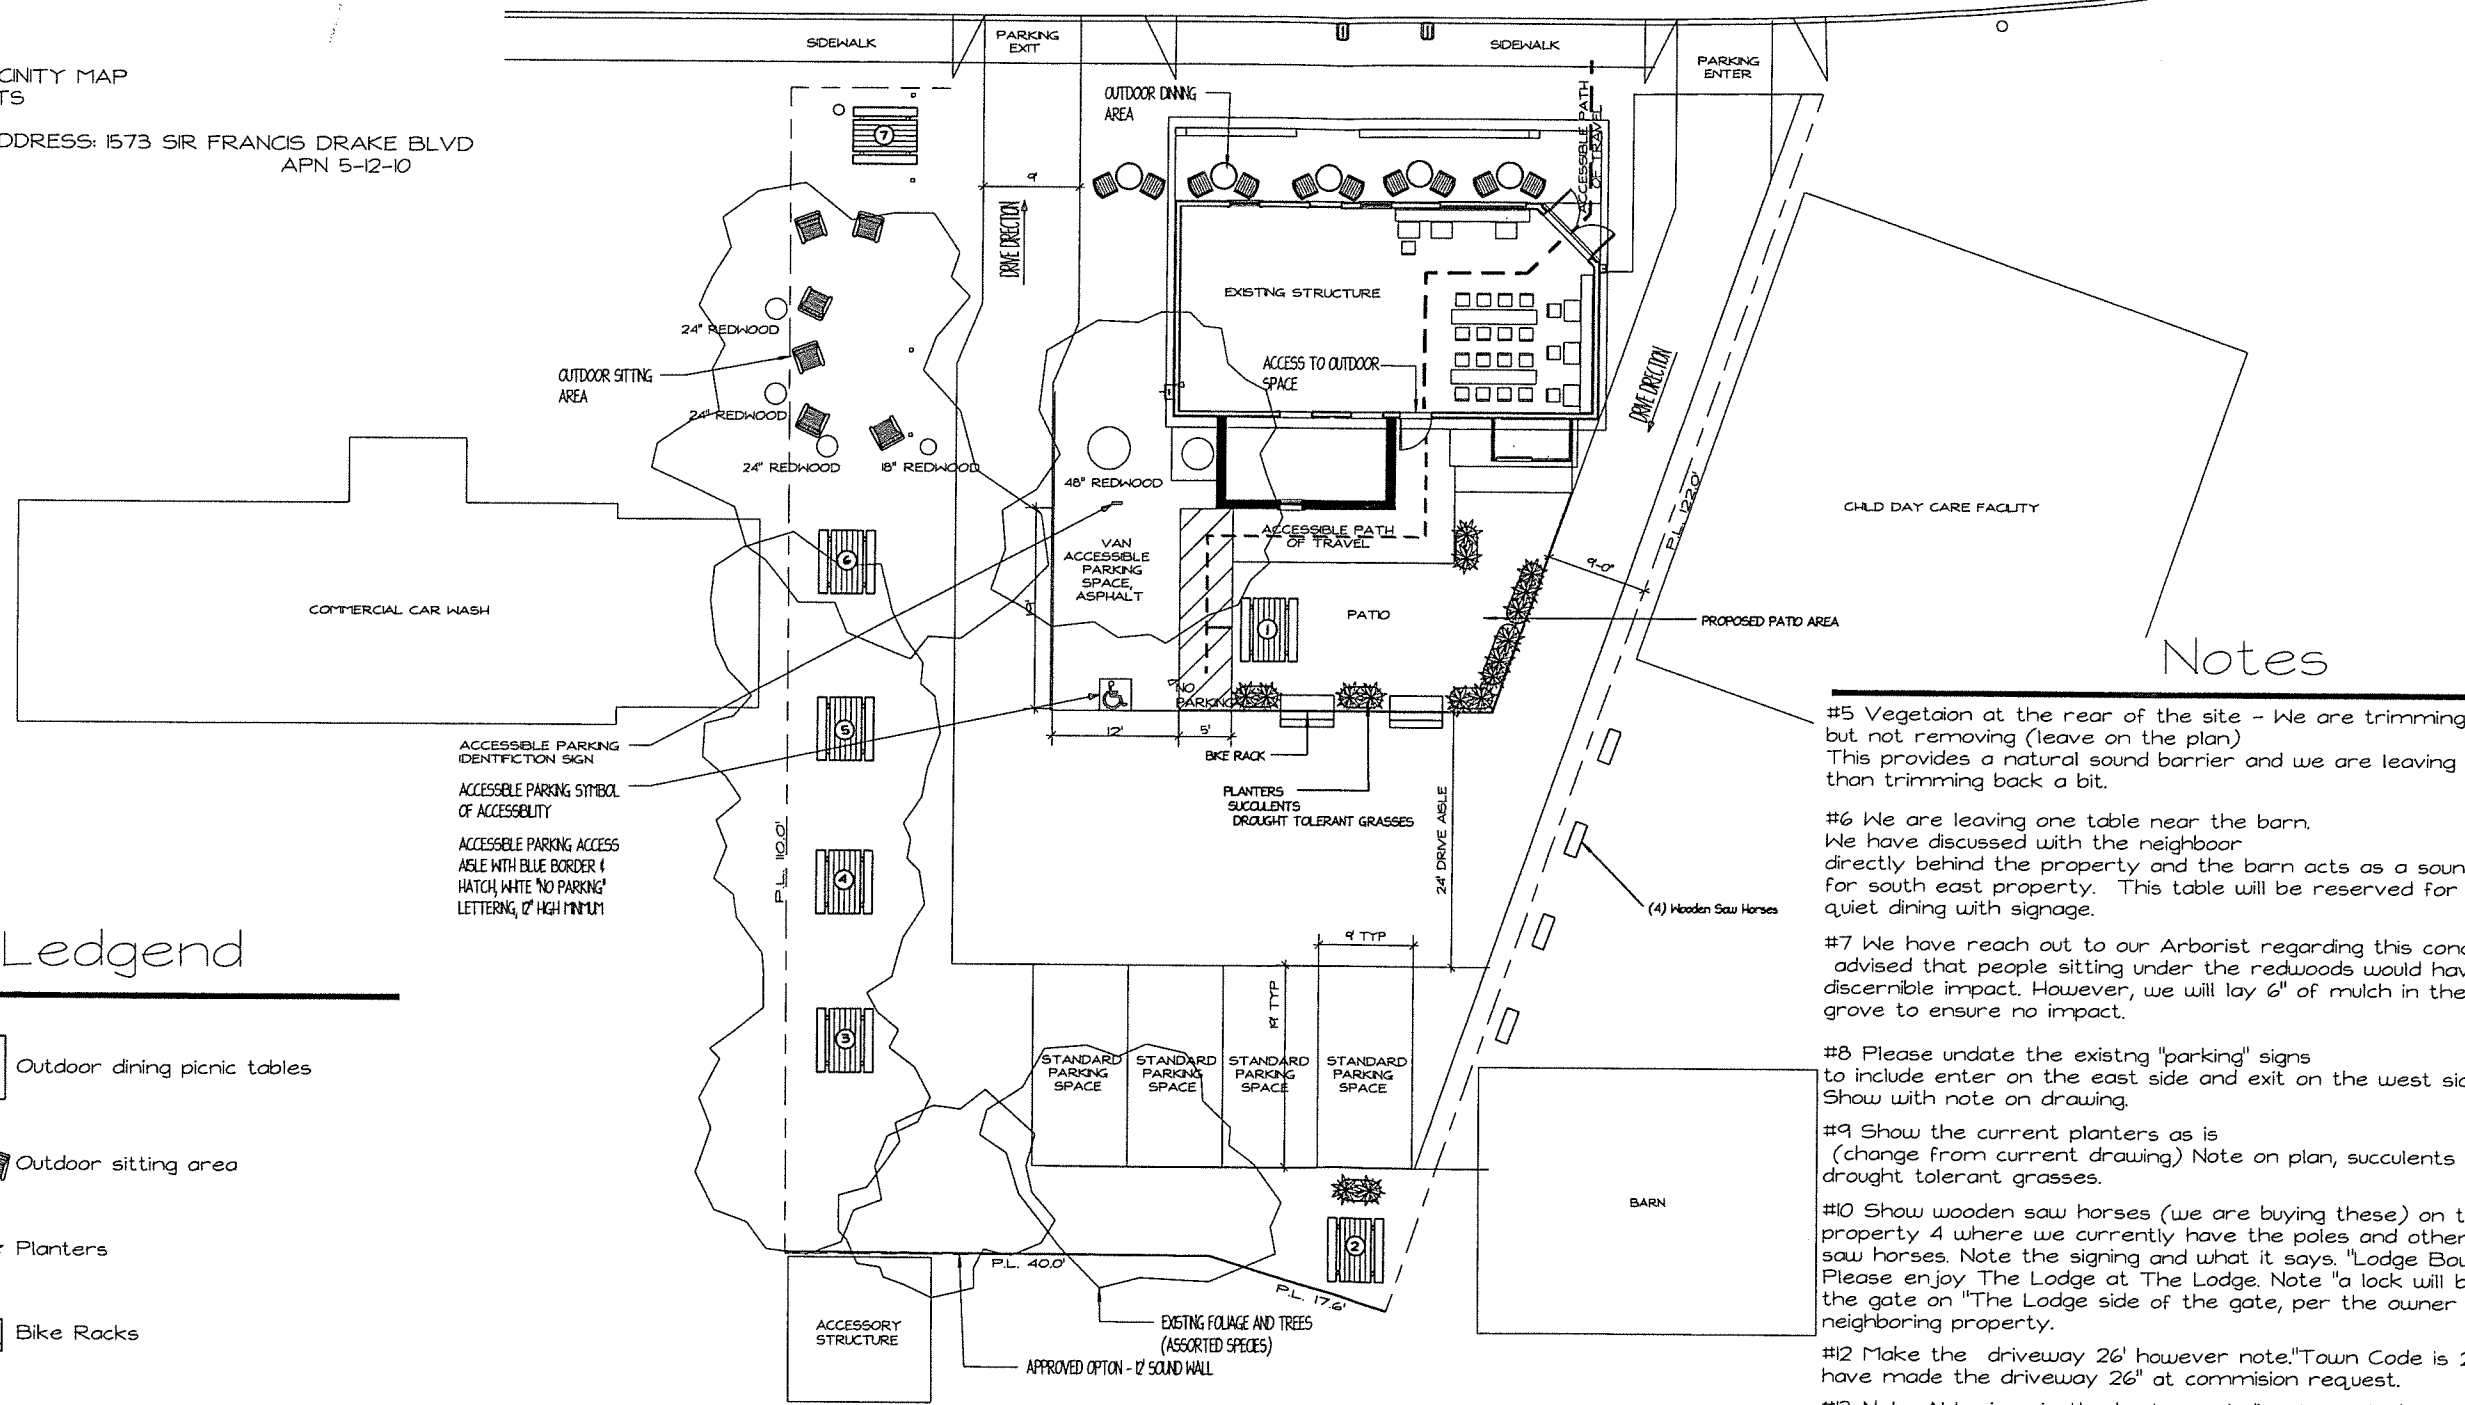 SIDEWALK
PARKING
EXIT
SIDEWALK
PARKING
ENTER
CINITY MAP
TS
DDRESS: 1573 SIR FRANCIS DRAKE BLVD
APN 5-12-10
OUTDOOR DINING
AREA
ACCESSIBLE PATH
OF TRAVEL
7
9'
DRIVE DIRECTION
EXISTING STRUCTURE
24" REDWOOD
OUTDOOR SITTING
AREA
ACCESS TO OUTDOOR
SPACE
DRIVE DIRECTION
24" REDWOOD
24" REDWOOD
18" REDWOOD
48" REDWOOD
P.L. 122.0'
CHILD DAY CARE FACILITY
ACCESSIBLE PATH
OF TRAVEL
VAN
ACCESSIBLE
PARKING
SPACE,
ASPHALT
6
9'-0"
COMMERCIAL CAR WASH
1
PATIO
PROPOSED PATIO AREA
NO
PARKING
5
12'
5'
ACCESSIBLE PARKING
IDENTIFICTION SIGN
BIKE RACK
ACCESSIBLE PARKING SYMBOL
OF ACCESSIBILITY
PLANTERS
SUCCULENTS
DROUGHT TOLERANT GRASSES
ACCESSIBLE PARKING ACCESS
AISLE WITH BLUE BORDER &
HATCH, WHITE "NO PARKING"
LETTERING, 12" HIGH MINIMUM
P.L. 110.0'
4
24' DRIVE AISLE
(4) Wooden Saw Horses
9' TYP
19' TYP
3
STANDARD
PARKING
SPACE
STANDARD
PARKING
SPACE
STANDARD
PARKING
SPACE
STANDARD
PARKING
SPACE
BARN
2
P.L. 40.0'
P.L. 17.6'
ACCESSORY
STRUCTURE
EXISTING FOLIAGE AND TREES
(ASSORTED SPECIES)
APPROVED OPTION - 12' SOUND WALL
Ledgend
Outdoor dining picnic tables
Outdoor sitting area
Planters
Bike Racks
Notes
#5 Vegetaion at the rear of the site - We are trimming
but not removing (leave on the plan)
This provides a natural sound barrier and we are leaving
than trimming back a bit.
#6 We are leaving one table near the barn.
We have discussed with the neighboor
directly behind the property and the barn acts as a soun
for south east property. This table will be reserved for
quiet dining with signage.
#7 We have reach out to our Arborist regarding this conc
advised that people sitting under the redwoods would hav
discernible impact. However, we will lay 6" of mulch in the
grove to ensure no impact.
#8 Please undate the existng "parking" signs
to include enter on the east side and exit on the west sid
Show with note on drawing.
#9 Show the current planters as is
(change from current drawing) Note on plan, succulents
drought tolerant grasses.
#10 Show wooden saw horses (we are buying these) on t
property 4 where we currently have the poles and other
saw horses. Note the signing and what it says. "Lodge Bou
Please enjoy The Lodge at The Lodge. Note "a lock will b
the gate on "The Lodge side of the gate, per the owner
neighboring property.
#12 Make the driveway 26' however note."Town Code is 2
have made the driveway 26" at commision request.